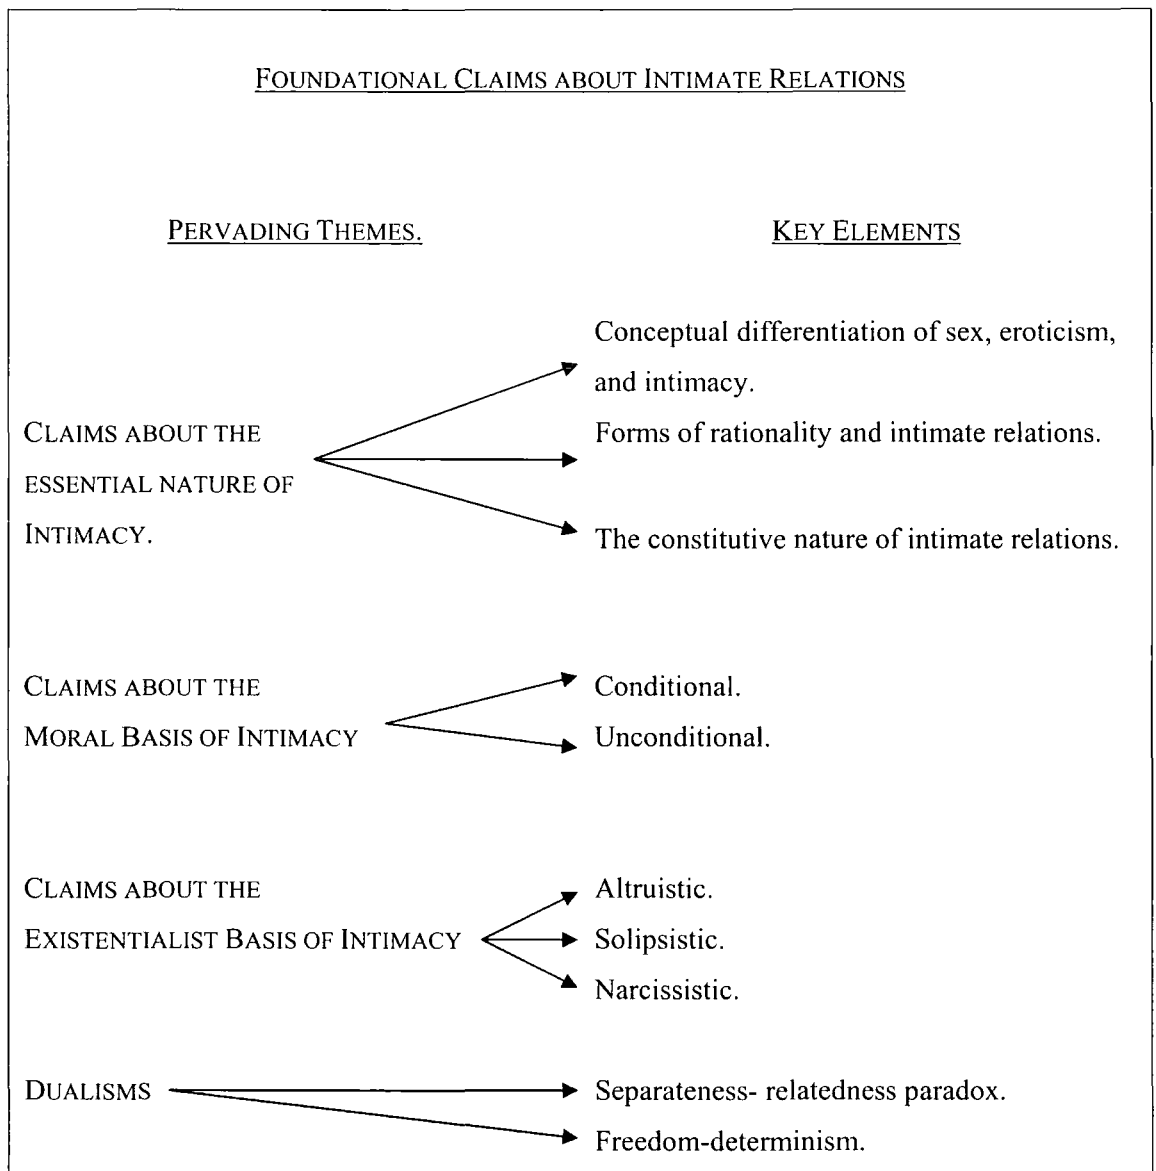 FOUNDATIONAL CLAIMS ABOUT INTIMATE RELATIONS
PERVADING THEMES.
KEY ELEMENTS
CLAIMS ABOUT THE
ESSENTIAL NATURE OF
INTIMACY.
Conceptual differentiation of sex, eroticism,
and intimacy.
Forms of rationality and intimate relations.
The constitutive nature of intimate relations.
CLAIMS ABOUT THE
MORAL BASIS OF INTIMACY
Conditional.
Unconditional.
CLAIMS ABOUT THE
EXISTENTIALIST BASIS OF INTIMACY
Altruistic.
Solipsistic.
Narcissistic.
DUALISMS
Separateness- relatedness paradox.
Freedom-determinism.